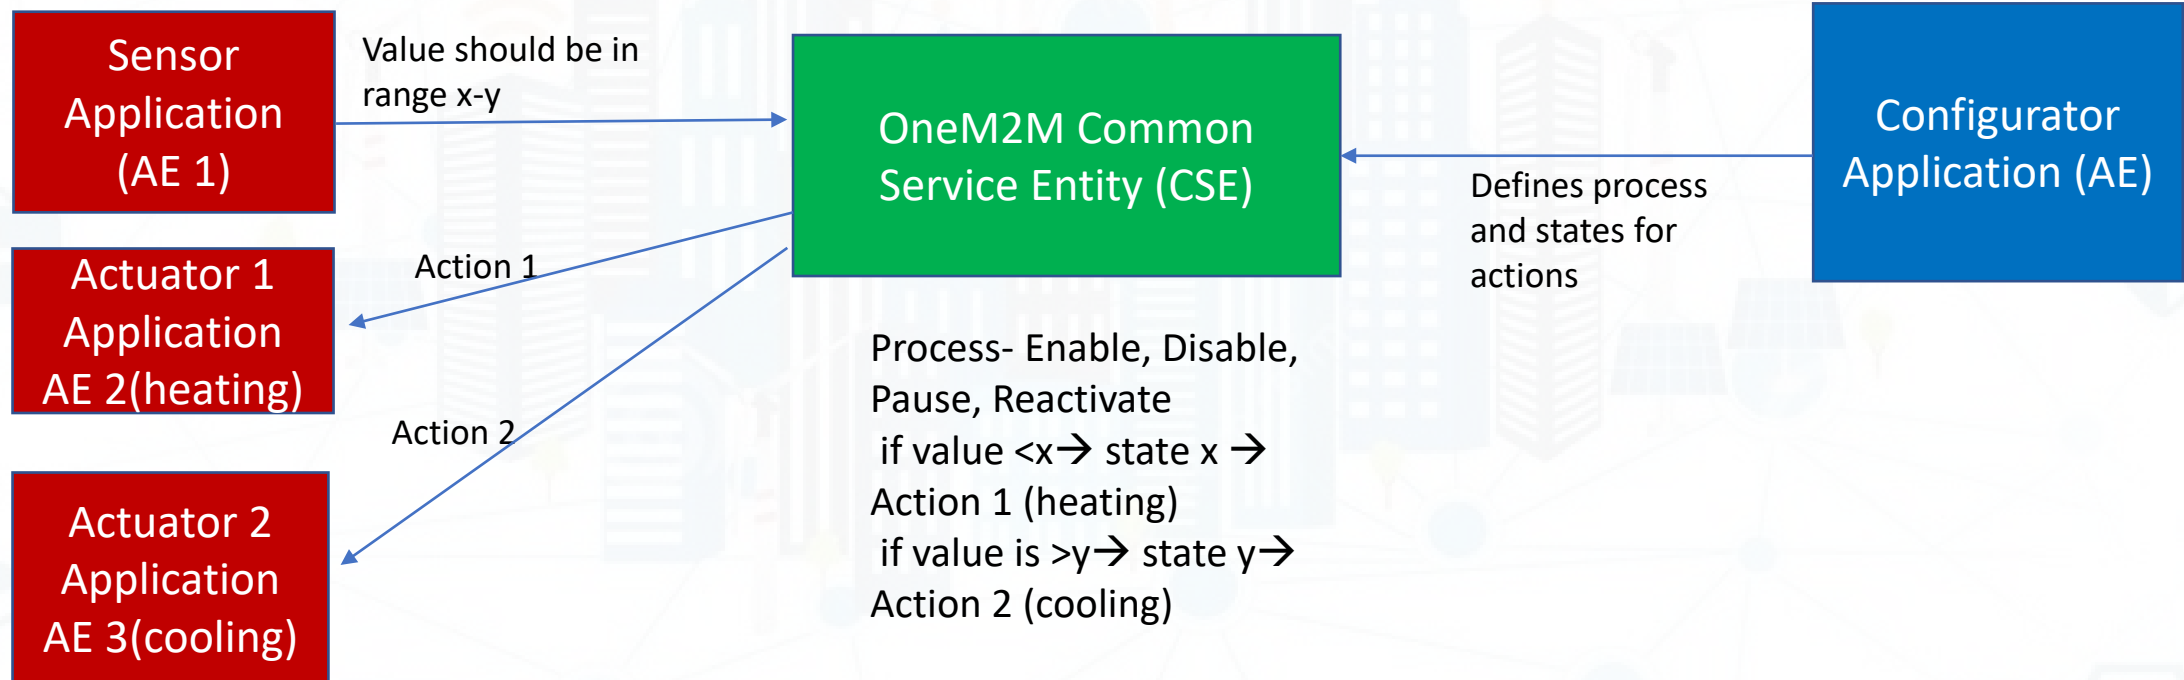 Sensor
Application
(AE 1)
Value should be in
range x-y
OneM2M Common
Service Entity (CSE)
Configurator
Application (AE)
Defines process
and states for
actions
Actuator 1
Application
AE 2(heating)
Action 1
Action 2
Actuator 2
Application
AE 3(cooling)
Process- Enable, Disable,
Pause, Reactivate
if value <x→ state x →
Action 1 (heating)
if value is >y→ state y→
Action 2 (cooling)